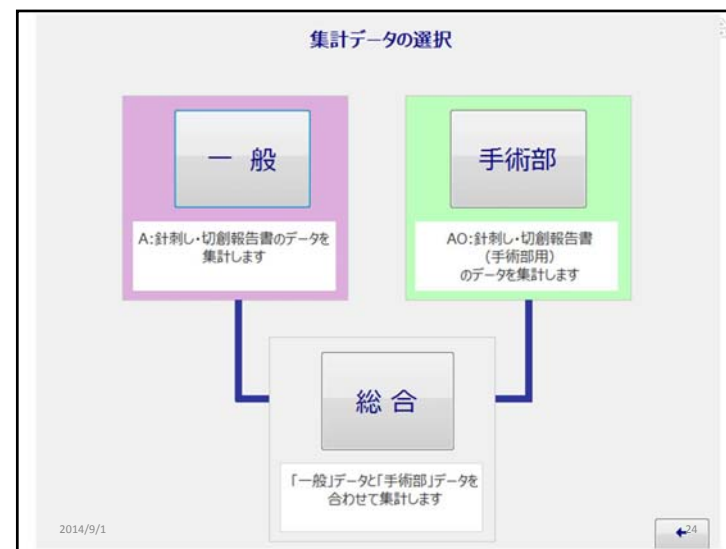 集計データの選択
一 般
A:針刺し・切創報告書のデータを
集計します
手術部
AO:針刺し・切創報告書
(手術部用)
のデータを集計します
総 合
「一般」データと「手術部」データを
合わせて集計します
2014/9/1
24